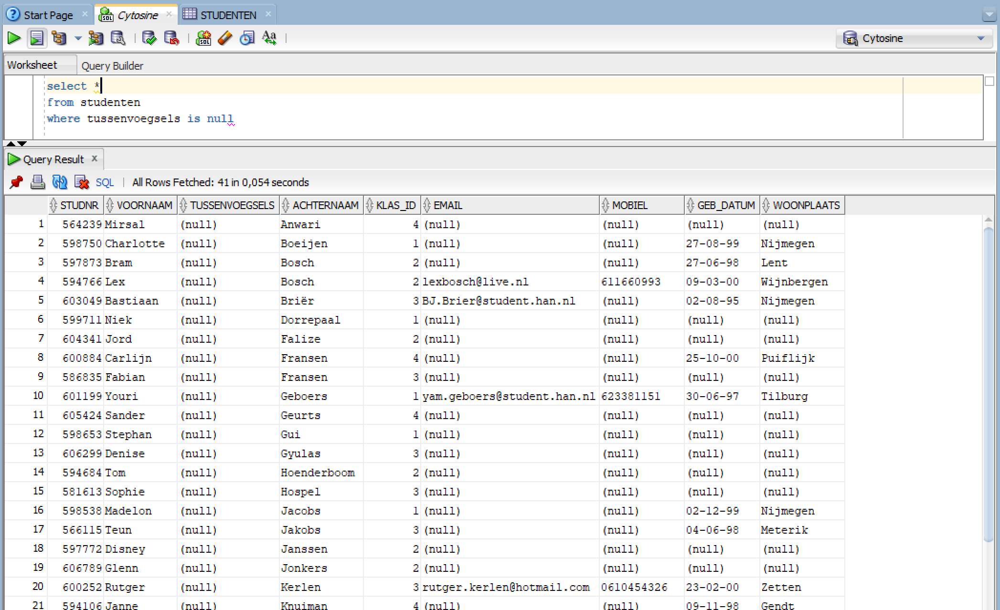 Start Page Cytosine STUDENTEN
Cytosine
Worksheet Query Builder
select *
from studenten
where tussenvoegsels is null
Query Result
SQL All Rows Fetched: 41 in 0,054 seconds
STUDNR VOORNAAM TUSSENVOEGSELS ACHTERNAAM KLAS_ID EMAIL MOBIEL GEB_DATUM WOONPLAATS
1 564239 Mirsal (null) Anwari 4 (null) (null) (null) (null)
2 598750 Charlotte (null) Boeijen 1 (null) (null) 27-08-99 Nijmegen
3 597873 Bram (null) Bosch 2 (null) (null) 27-06-98 Lent
4 594766 Lex (null) Bosch 2 lexbosch@live.nl 611660993 09-03-00 Wijnbergen
5 603049 Bastiaan (null) Briër 3 BJ.Brier@student.han.nl (null) 02-08-95 Nijmegen
6 599711 Niek (null) Dorrepaal 1 (null) (null) (null) (null)
7 604341 Jord (null) Falize 2 (null) (null) (null) (null)
8 600884 Carlijn (null) Fransen 4 (null) (null) 25-10-00 Puiflijk
9 586835 Fabian (null) Fransen 3 (null) (null) (null) (null)
10 601199 Youri (null) Geboers 1 yam.geboers@student.han.nl 623381151 30-06-97 Tilburg
11 605424 Sander (null) Geurts 4 (null) (null) (null) (null)
12 598653 Stephan (null) Gui 1 (null) (null) (null) (null)
13 606299 Denise (null) Gyulas 3 (null) (null) (null) (null)
14 594684 Tom (null) Hoenderboom 2 (null) (null) (null) (null)
15 581613 Sophie (null) Hospel 3 (null) (null) (null) (null)
16 598538 Madelon (null) Jacobs 1 (null) (null) 02-12-99 Nijmegen
17 566115 Teun (null) Jakobs 3 (null) (null) 04-06-98 Meterik
18 597772 Disney (null) Janssen 2 (null) (null) (null) (null)
19 606789 Glenn (null) Jonkers 2 (null) (null) (null) (null)
20 600252 Rutger (null) Kerlen 3 rutger.kerlen@hotmail.com 0610454326 23-02-00 Zetten
21 594106 Janne (null) Knuiman 4 (null) (null) 09-11-98 Gendt